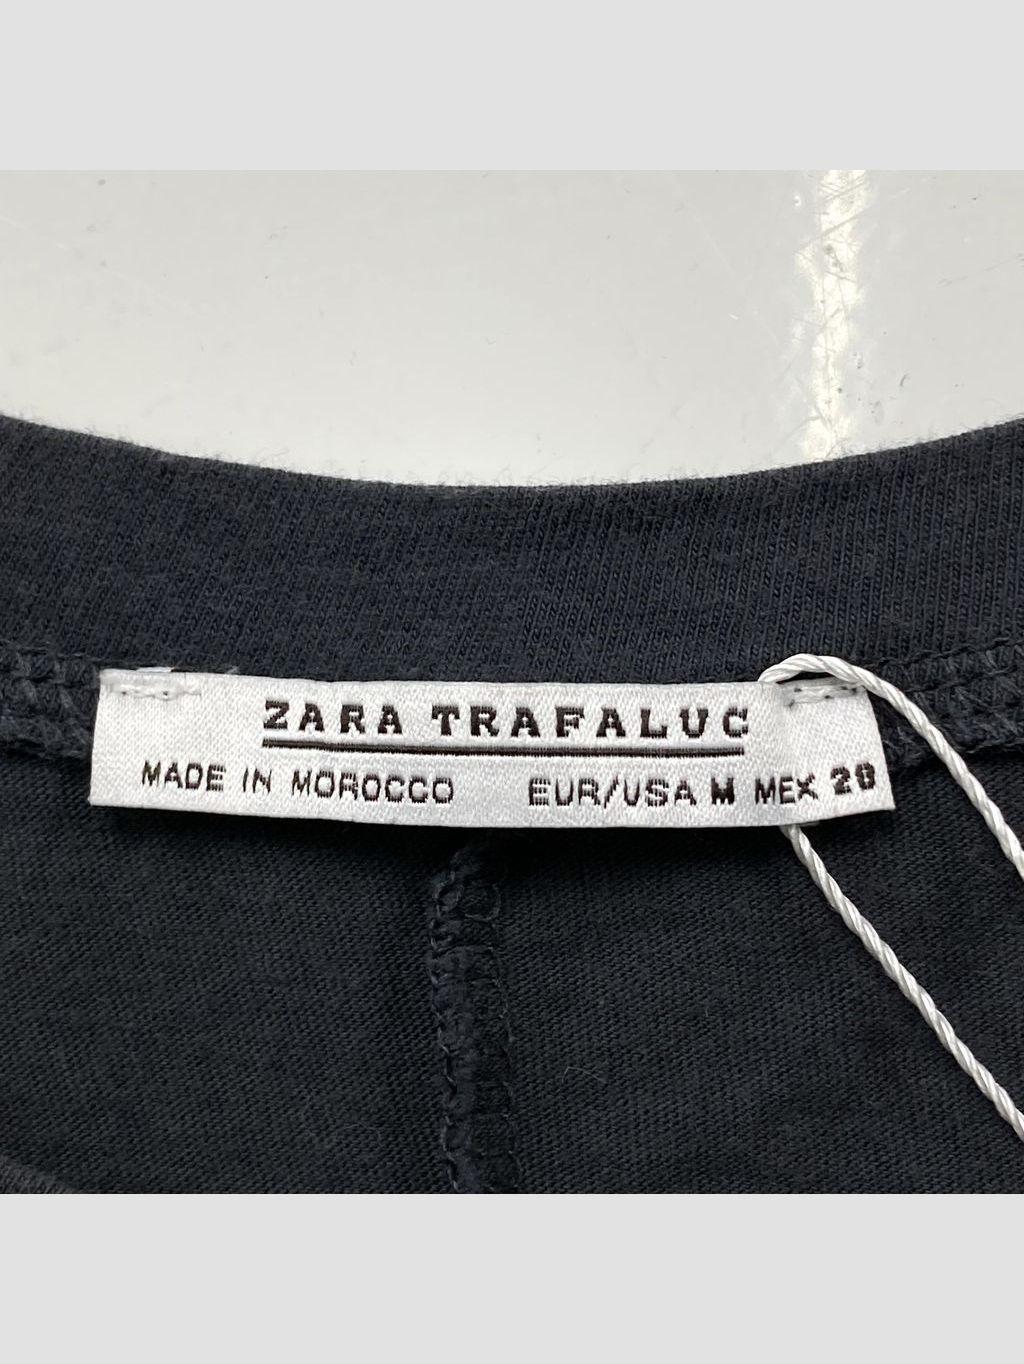 ZARA TRAFALUC
MADE IN MOROCCO EUR/USA M MEX 28